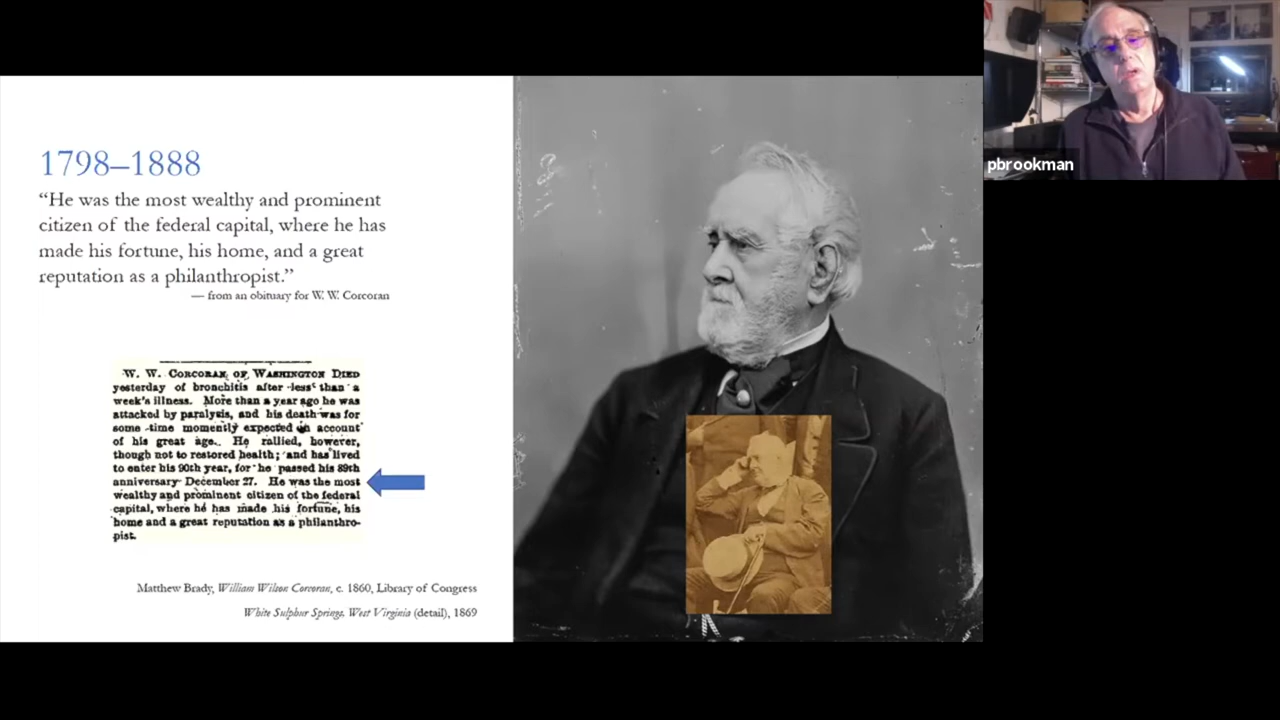 1798–1888
“He was the most wealthy and prominent
citizen of the federal capital, where he has
made his fortune, his home, and a great
reputation as a philanthropist.”
— from an obituary for W. W. Corcoran
W. W. CORCORAN OF WASHINGTON DIED
yesterday of bronchitis after less than a
week's illness. More than a year ago he was
attacked by paralysis, and his death was for
some time momently expected on account
of his great age. He rallied, however,
though not to restored health; and has lived
to enter his 90th year, for he passed his 89th
anniversary December 27. He was the most
wealthy and prominent citizen of the federal
capital, where he has made his fortune, his
home and a great reputation as a philanthro-
pist.
Matthew Brady, William Wilson Corcoran, c. 1860, Library of Congress
White Sulphur Springs. West Virginia (detail), 1869
pbrookman